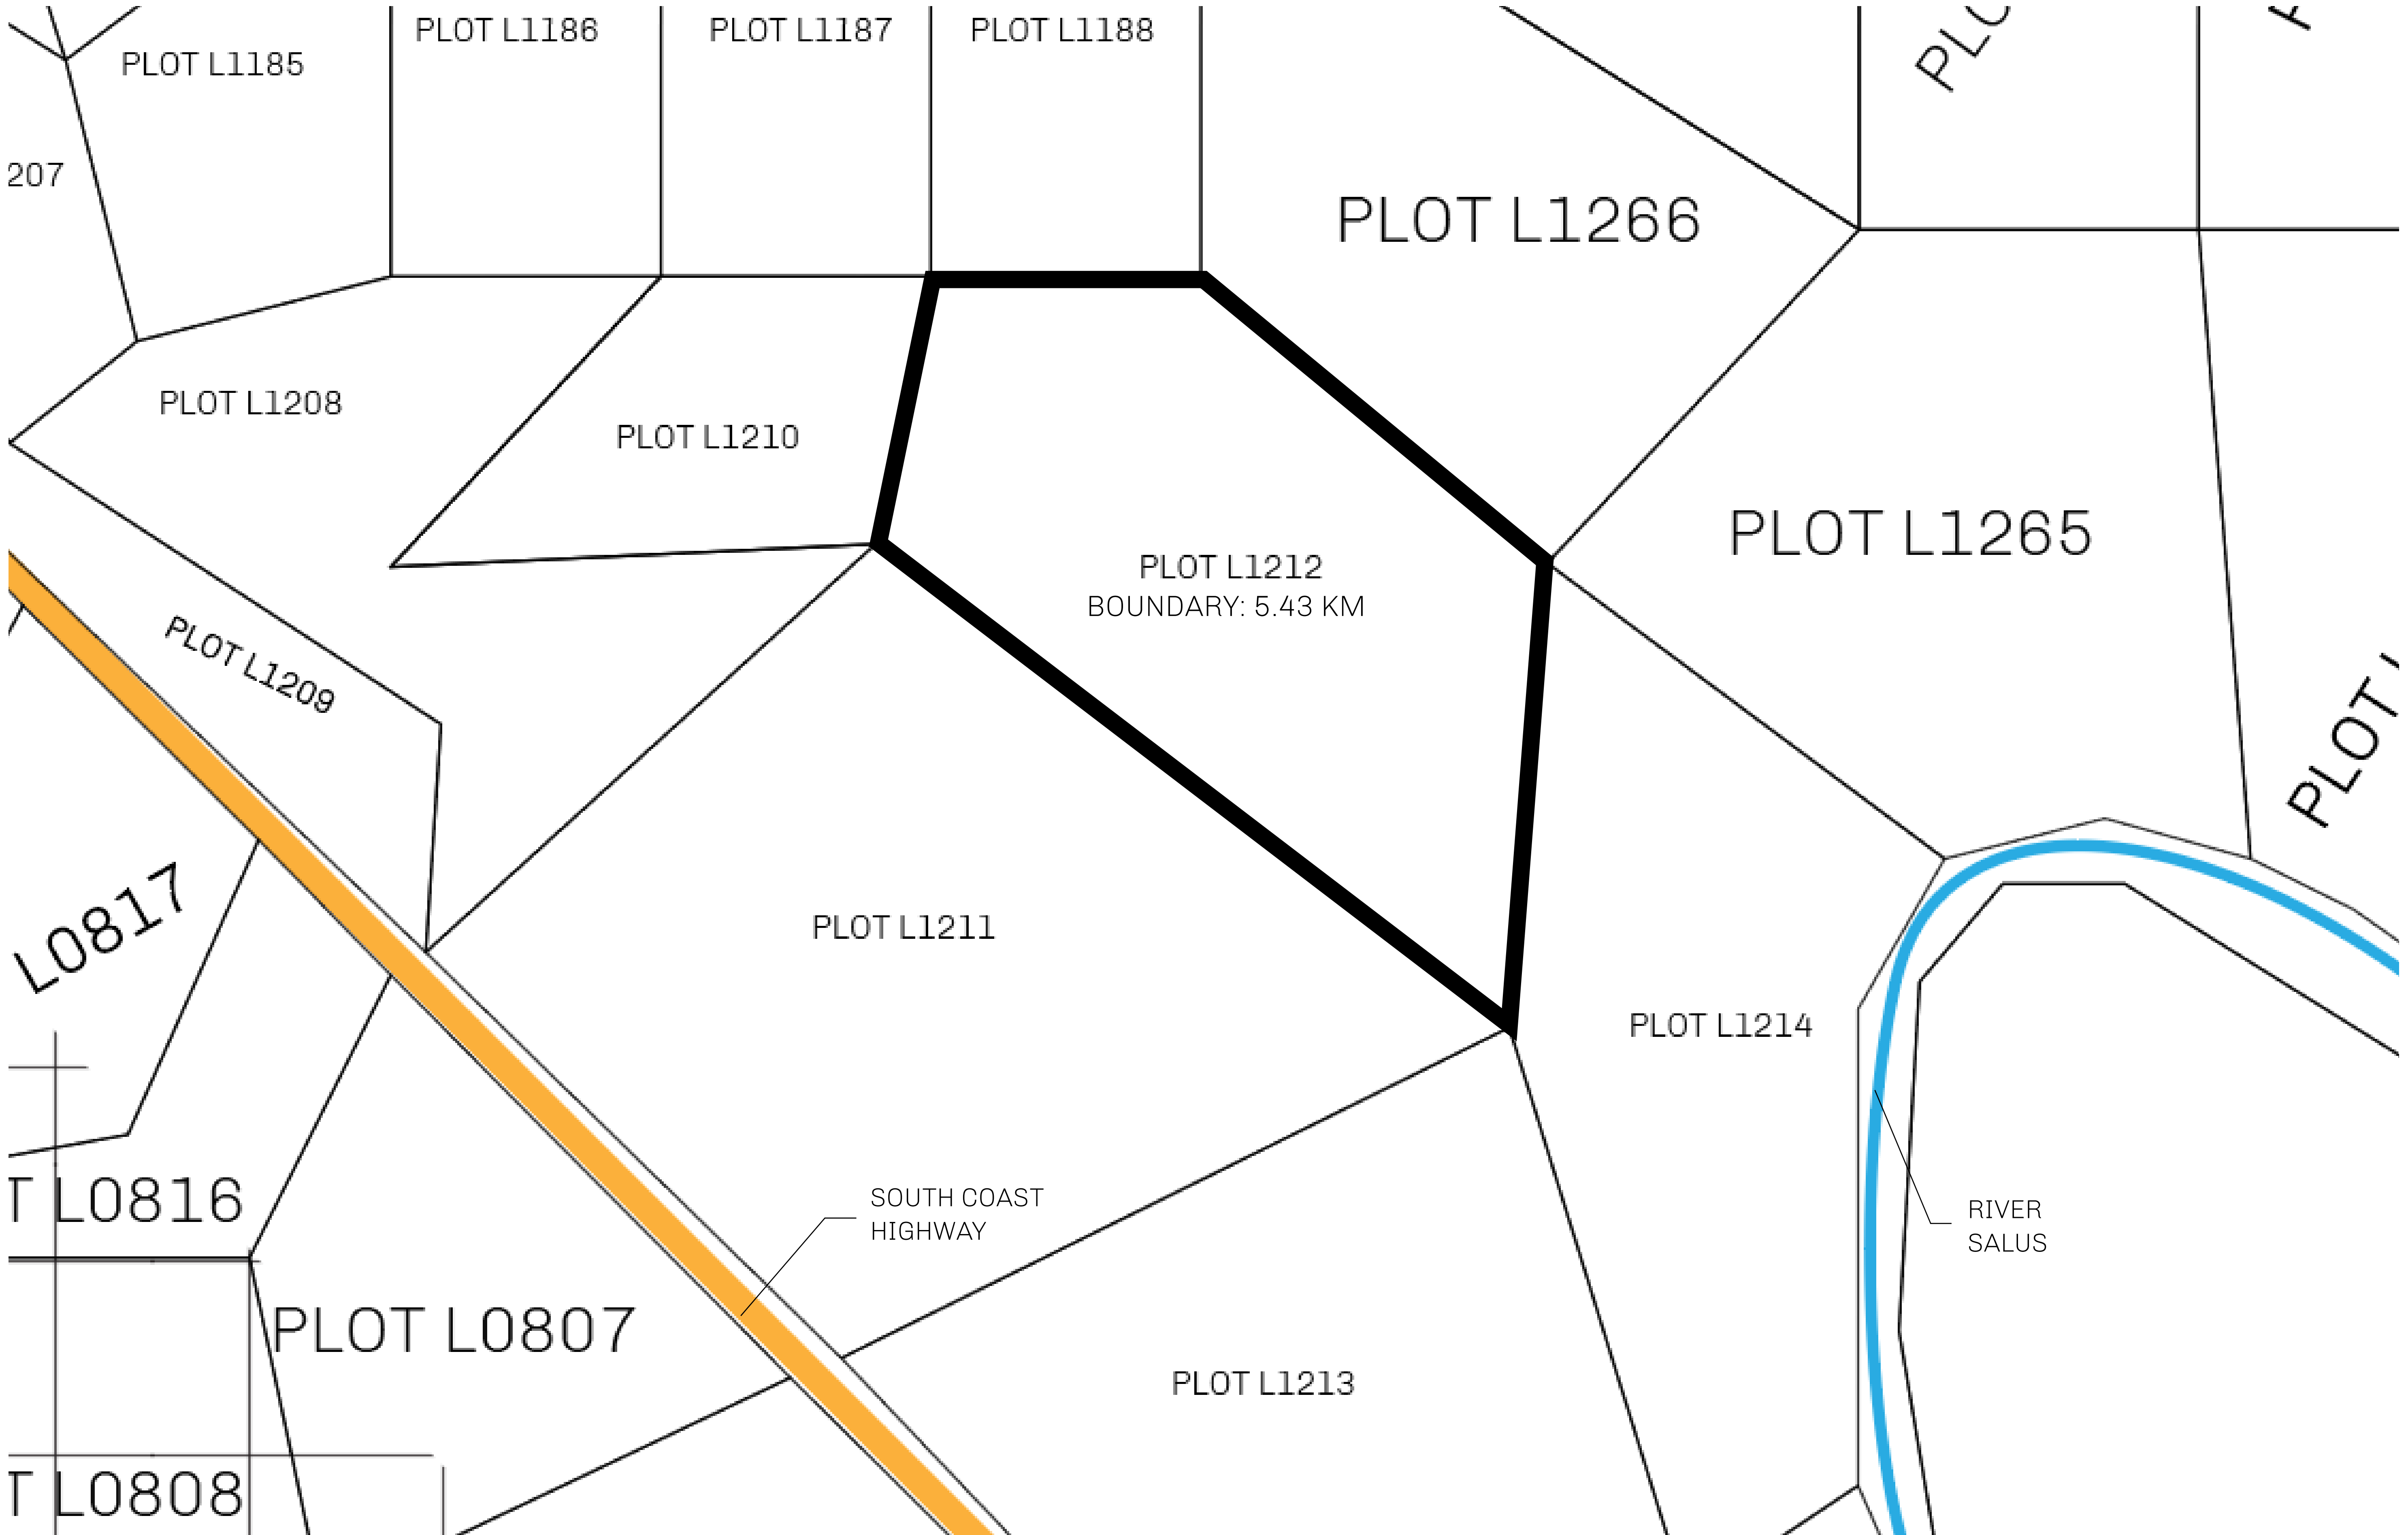 PLOT L1186
PLOT L1187
PLOT L1188
PLOT L1185
207
PLOT L1266
PLOT L1208
PLOT L1210
PLOT L1265
PLOT L1212
BOUNDARY: 5.43 KM
PLOT L1209
PLOT
L0817
PLOT L1211
PLOT L1214
T L0816
SOUTH COAST
HIGHWAY
RIVER
SALUS
PLOT L0807
PLOT L1213
T L0808